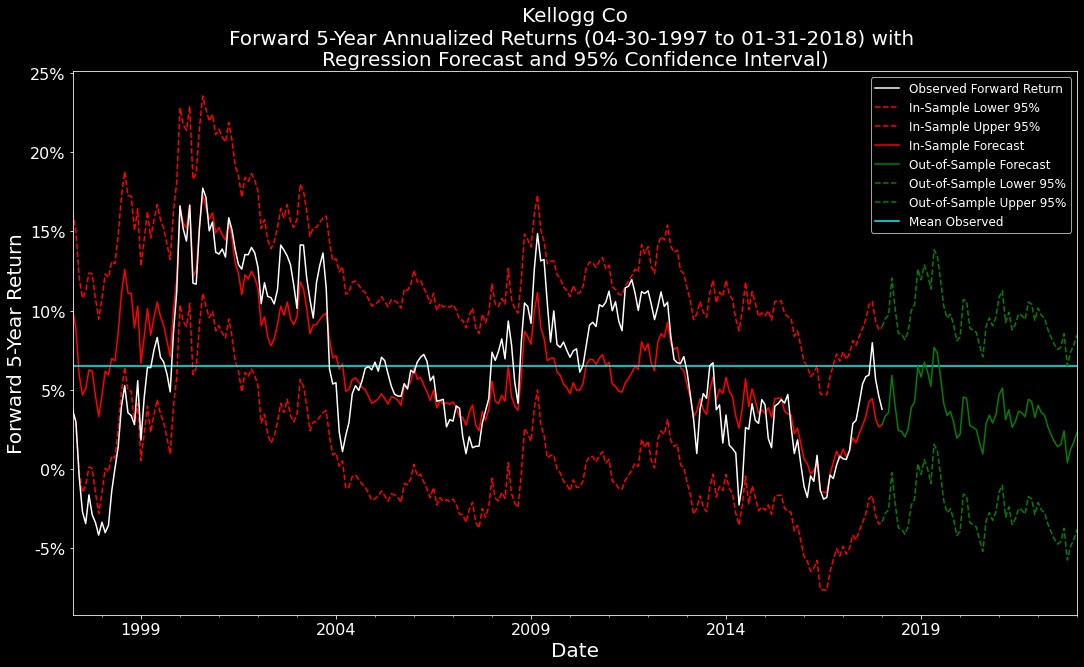 Kellogg Co
Forward 5-Year Annualized Returns (04-30-1997 to 01-31-2018) with
Regression Forecast and 95% Confidence Interval)
25%
20%
15%
10%
5%
0%
-5%
Forward 5-Year Return
Observed Forward Return
In-Sample Lower 95%
In-Sample Upper 95%
In-Sample Forecast
Out-of-Sample Forecast
Out-of-Sample Lower 95%
Out-of-Sample Upper 95%
Mean Observed
1999
2004
2009
2014
2019
Date